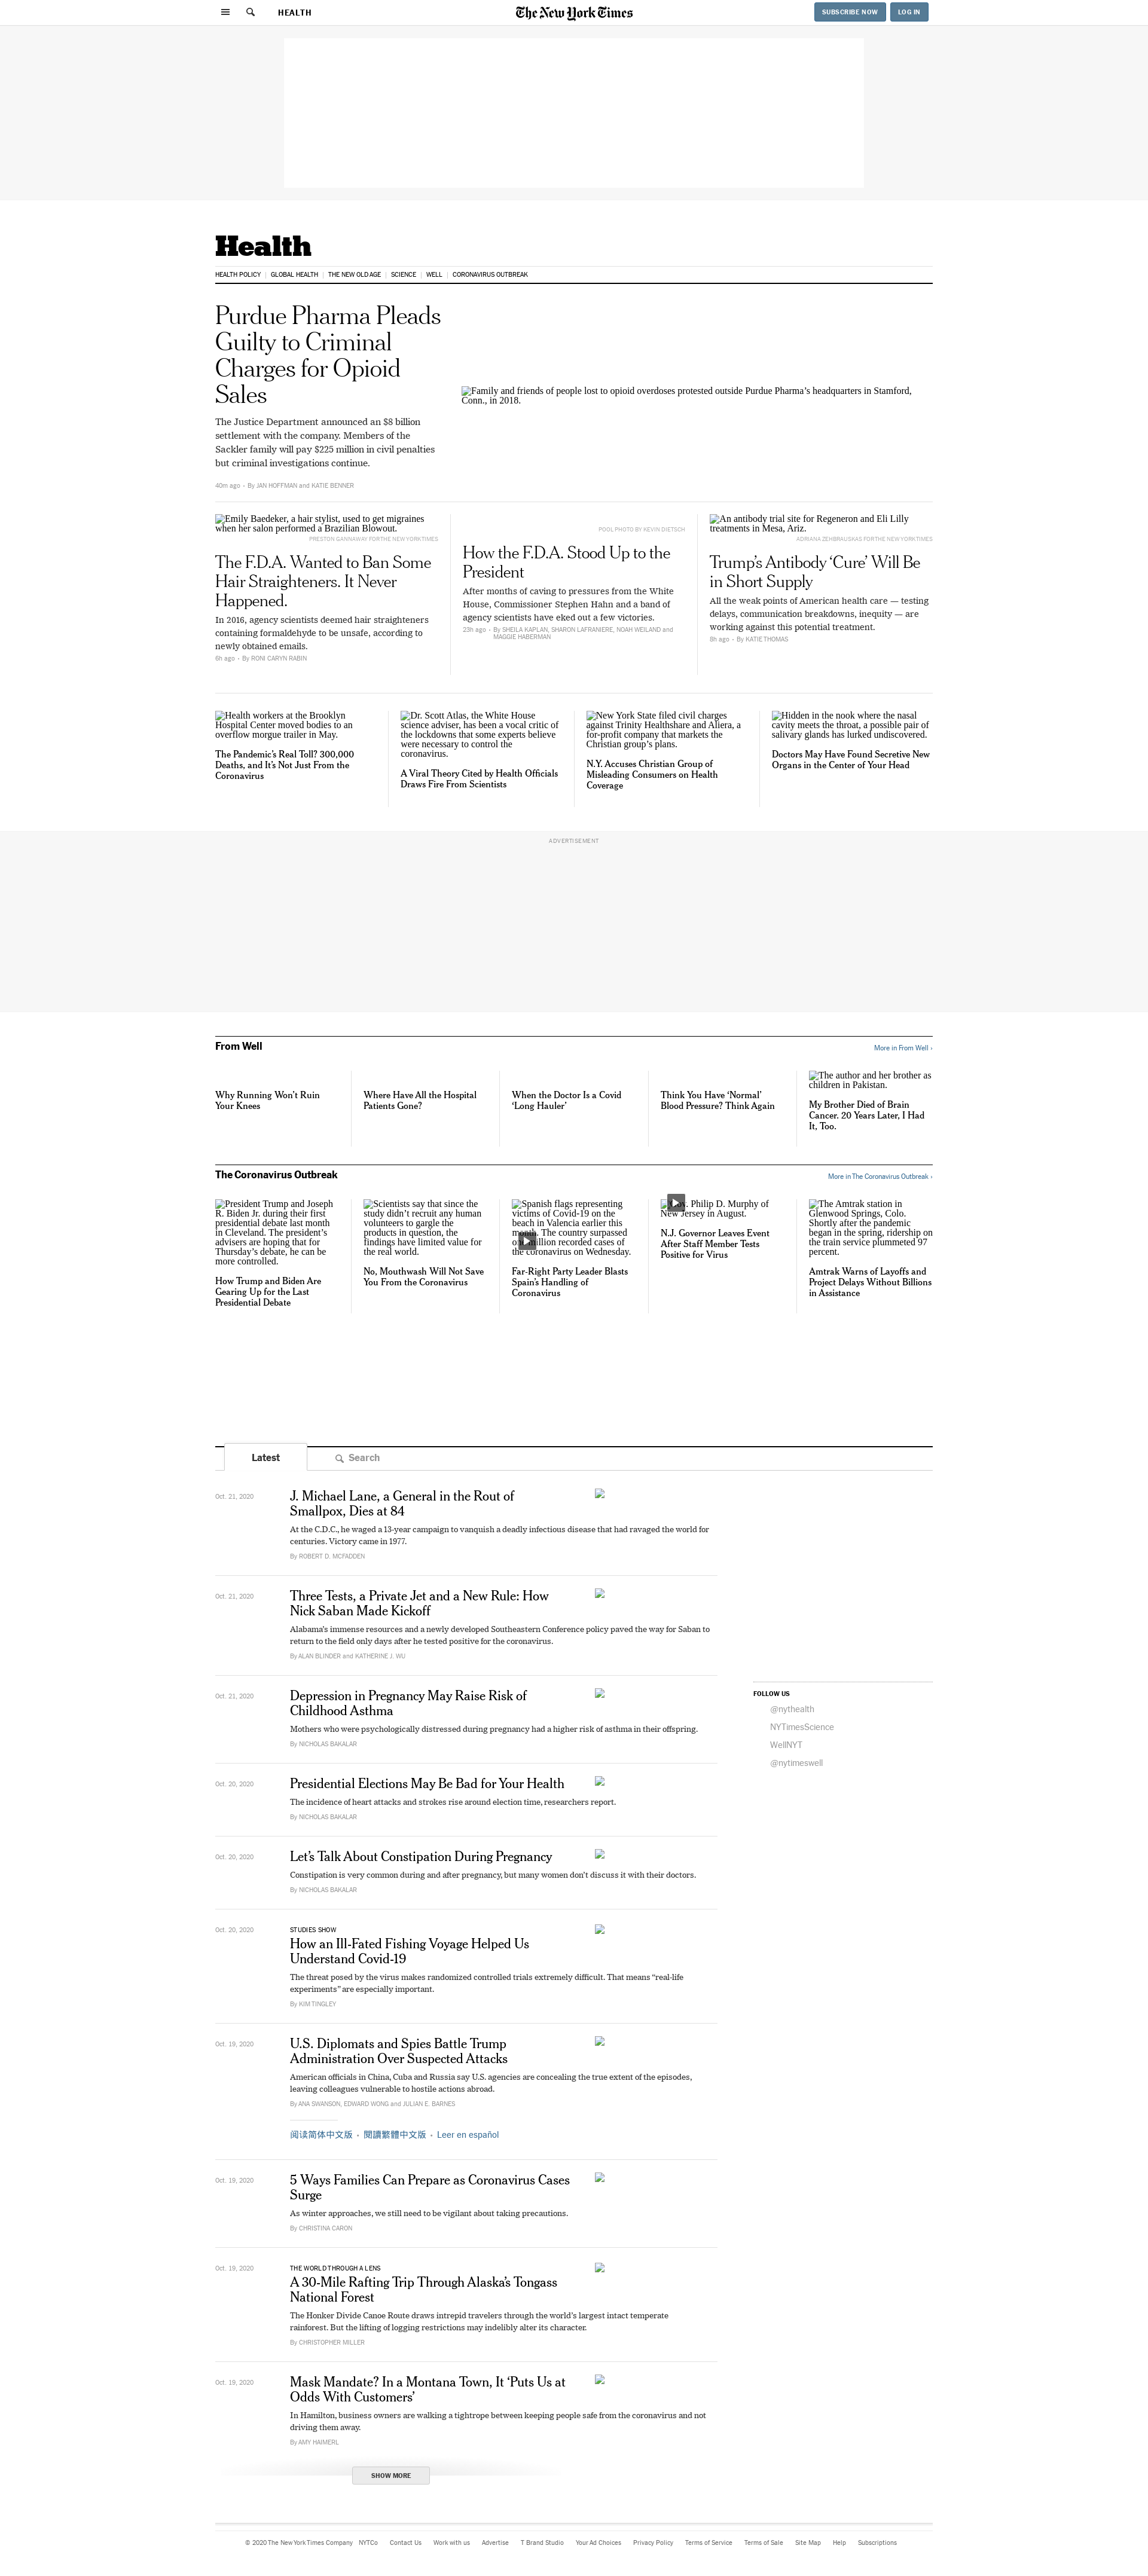 HEALTH
The New York Times
SUBSCRIBE NOW
LOG IN
Health
HEALTH POLICY
GLOBAL HEALTH
THE NEW OLD AGE
SCIENCE
WELL
CORONAVIRUS OUTBREAK
Purdue Pharma Pleads
Guilty to Criminal
Charges for Opioid
Sales
The Justice Department announced an $8 billion
settlement with the company. Members of the
Sackler family will pay $225 million in civil penalties
but criminal investigations continue.
40m ago • By JAN HOFFMAN and KATIE BENNER
Family and friends of people lost to opioid overdoses protested outside Purdue Pharma’s headquarters in Stamford,
Conn., in 2018.
Emily Baedeker, a hair stylist, used to get migraines
when her salon performed a Brazilian Blowout.
PRESTON GANNAWAY FOR THE NEW YORK TIMES
The F.D.A. Wanted to Ban Some
Hair Straighteners. It Never
Happened.
In 2016, agency scientists deemed hair straighteners
containing formaldehyde to be unsafe, according to
newly obtained emails.
6h ago • By RONI CARYN RABIN
POOL PHOTO BY KEVIN DIETSCH
How the F.D.A. Stood Up to the
President
After months of caving to pressures from the White
House, Commissioner Stephen Hahn and a band of
agency scientists have eked out a few victories.
23h ago • By SHEILA KAPLAN, SHARON LAFRANIERE, NOAH WEILAND and
MAGGIE HABERMAN
An antibody trial site for Regeneron and Eli Lilly
treatments in Mesa, Ariz.
ADRIANA ZEHBRAUSKAS FOR THE NEW YORK TIMES
Trump’s Antibody ‘Cure’ Will Be
in Short Supply
All the weak points of American health care — testing
delays, communication breakdowns, inequity — are
working against this potential treatment.
8h ago • By KATIE THOMAS
Health workers at the Brooklyn
Hospital Center moved bodies to an
overflow morgue trailer in May.
The Pandemic’s Real Toll? 300,000
Deaths, and It’s Not Just From the
Coronavirus
Dr. Scott Atlas, the White House
science adviser, has been a vocal critic of
the lockdowns that some experts believe
were necessary to control the
coronavirus.
A Viral Theory Cited by Health Officials
Draws Fire From Scientists
New York State filed civil charges
against Trinity Healthshare and Aliera, a
for-profit company that markets the
Christian group’s plans.
N.Y. Accuses Christian Group of
Misleading Consumers on Health
Coverage
Hidden in the nook where the nasal
cavity meets the throat, a possible pair of
salivary glands has lurked undiscovered.
Doctors May Have Found Secretive New
Organs in the Center of Your Head
ADVERTISEMENT
From Well
More in From Well ›
Why Running Won’t Ruin
Your Knees
Where Have All the Hospital
Patients Gone?
When the Doctor Is a Covid
‘Long Hauler’
Think You Have ‘Normal’
Blood Pressure? Think Again
The author and her brother as
children in Pakistan.
My Brother Died of Brain
Cancer. 20 Years Later, I Had
It, Too.
The Coronavirus Outbreak
More in The Coronavirus Outbreak ›
President Trump and Joseph
R. Biden Jr. during their first
presidential debate last month
in Cleveland. The president’s
advisers are hoping that for
Thursday’s debate, he can be
more controlled.
How Trump and Biden Are
Gearing Up for the Last
Presidential Debate
Scientists say that since the
study didn’t recruit any human
volunteers to gargle the
products in question, the
findings have limited value for
the real world.
No, Mouthwash Will Not Save
You From the Coronavirus
Spanish flags representing
victims of Covid-19 on the
beach in Valencia earlier this
month. The country surpassed
million recorded cases of
the coronavirus on Wednesday.
Far-Right Party Leader Blasts
Spain’s Handling of
Coronavirus
Philip D. Murphy of
New Jersey in August.
N.J. Governor Leaves Event
After Staff Member Tests
Positive for Virus
The Amtrak station in
Glenwood Springs, Colo.
Shortly after the pandemic
began in the spring, ridership on
the train service plummeted 97
percent.
Amtrak Warns of Layoffs and
Project Delays Without Billions
in Assistance
Latest
Search
Oct. 21, 2020
J. Michael Lane, a General in the Rout of
Smallpox, Dies at 84
At the C.D.C., he waged a 13-year campaign to vanquish a deadly infectious disease that had ravaged the world for
centuries. Victory came in 1977.
By ROBERT D. MCFADDEN
Oct. 21, 2020
Three Tests, a Private Jet and a New Rule: How
Nick Saban Made Kickoff
Alabama’s immense resources and a newly developed Southeastern Conference policy paved the way for Saban to
return to the field only days after he tested positive for the coronavirus.
By ALAN BLINDER and KATHERINE J. WU
Oct. 21, 2020
Depression in Pregnancy May Raise Risk of
Childhood Asthma
Mothers who were psychologically distressed during pregnancy had a higher risk of asthma in their offspring.
By NICHOLAS BAKALAR
Oct. 20, 2020
Presidential Elections May Be Bad for Your Health
The incidence of heart attacks and strokes rise around election time, researchers report.
By NICHOLAS BAKALAR
Oct. 20, 2020
Let’s Talk About Constipation During Pregnancy
Constipation is very common during and after pregnancy, but many women don’t discuss it with their doctors.
By NICHOLAS BAKALAR
Oct. 20, 2020
STUDIES SHOW
How an Ill-Fated Fishing Voyage Helped Us
Understand Covid-19
The threat posed by the virus makes randomized controlled trials extremely difficult. That means “real-life
experiments” are especially important.
By KIM TINGLEY
Oct. 19, 2020
U.S. Diplomats and Spies Battle Trump
Administration Over Suspected Attacks
American officials in China, Cuba and Russia say U.S. agencies are concealing the true extent of the episodes,
leaving colleagues vulnerable to hostile actions abroad.
By ANA SWANSON, EDWARD WONG and JULIAN E. BARNES
阅读简体中文版 • 閱讀繁體中文版 • Leer en español
Oct. 19, 2020
5 Ways Families Can Prepare as Coronavirus Cases
Surge
As winter approaches, we still need to be vigilant about taking precautions.
By CHRISTINA CARON
Oct. 19, 2020
THE WORLD THROUGH A LENS
A 30-Mile Rafting Trip Through Alaska’s Tongass
National Forest
The Honker Divide Canoe Route draws intrepid travelers through the world’s largest intact temperate
rainforest. But the lifting of logging restrictions may indelibly alter its character.
By CHRISTOPHER MILLER
Oct. 19, 2020
Mask Mandate? In a Montana Town, It ‘Puts Us at
Odds With Customers’
In Hamilton, business owners are walking a tightrope between keeping people safe from the coronavirus and not
driving them away.
By AMY HAIMERL
SHOW MORE
FOLLOW US
@nythealth
NYTimesScience
WellNYT
@nytimeswell
© 2020 The New York Times Company
NYTCo
Contact Us
Work with us
Advertise
T Brand Studio
Your Ad Choices
Privacy Policy
Terms of Service
Terms of Sale
Site Map
Help
Subscriptions